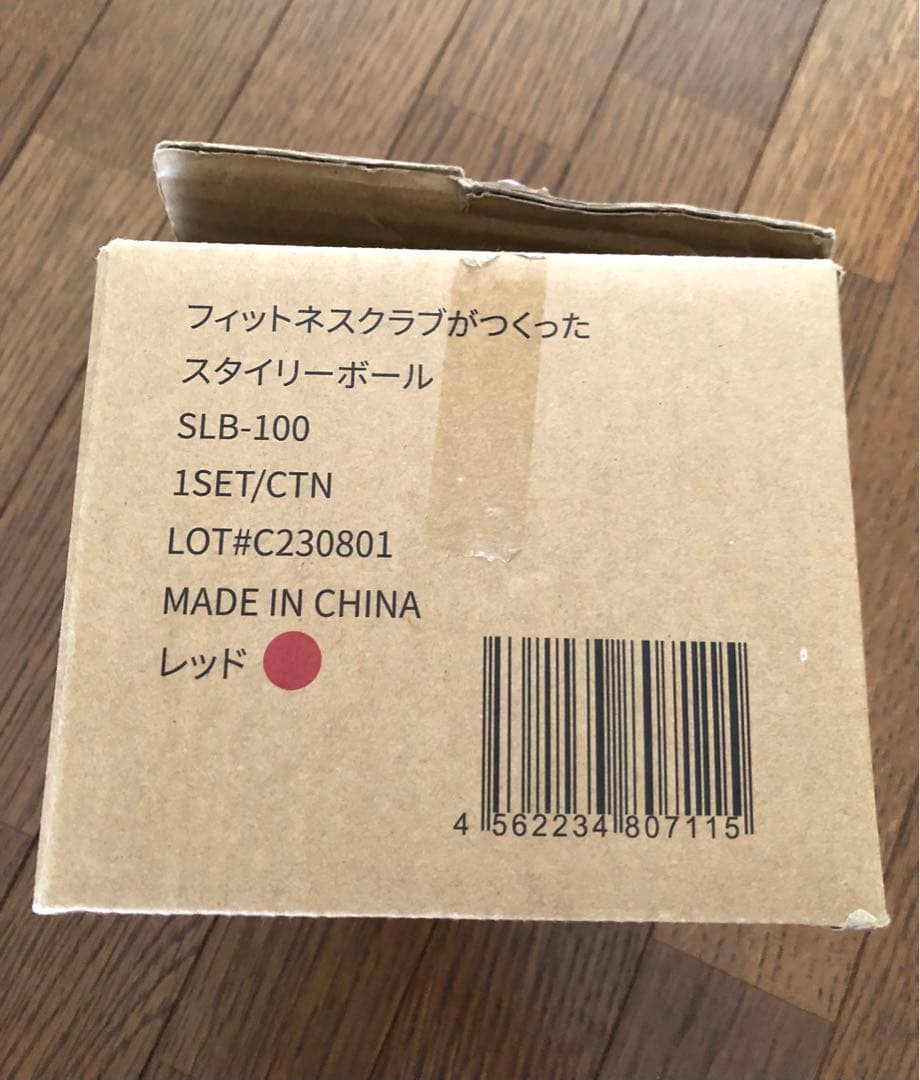 フィットネスクラブがつくった
スタイリーボール
SLB-100
1SET/CTN
LOT#C230801
MADE IN CHINA
レッド
4 562234 807115